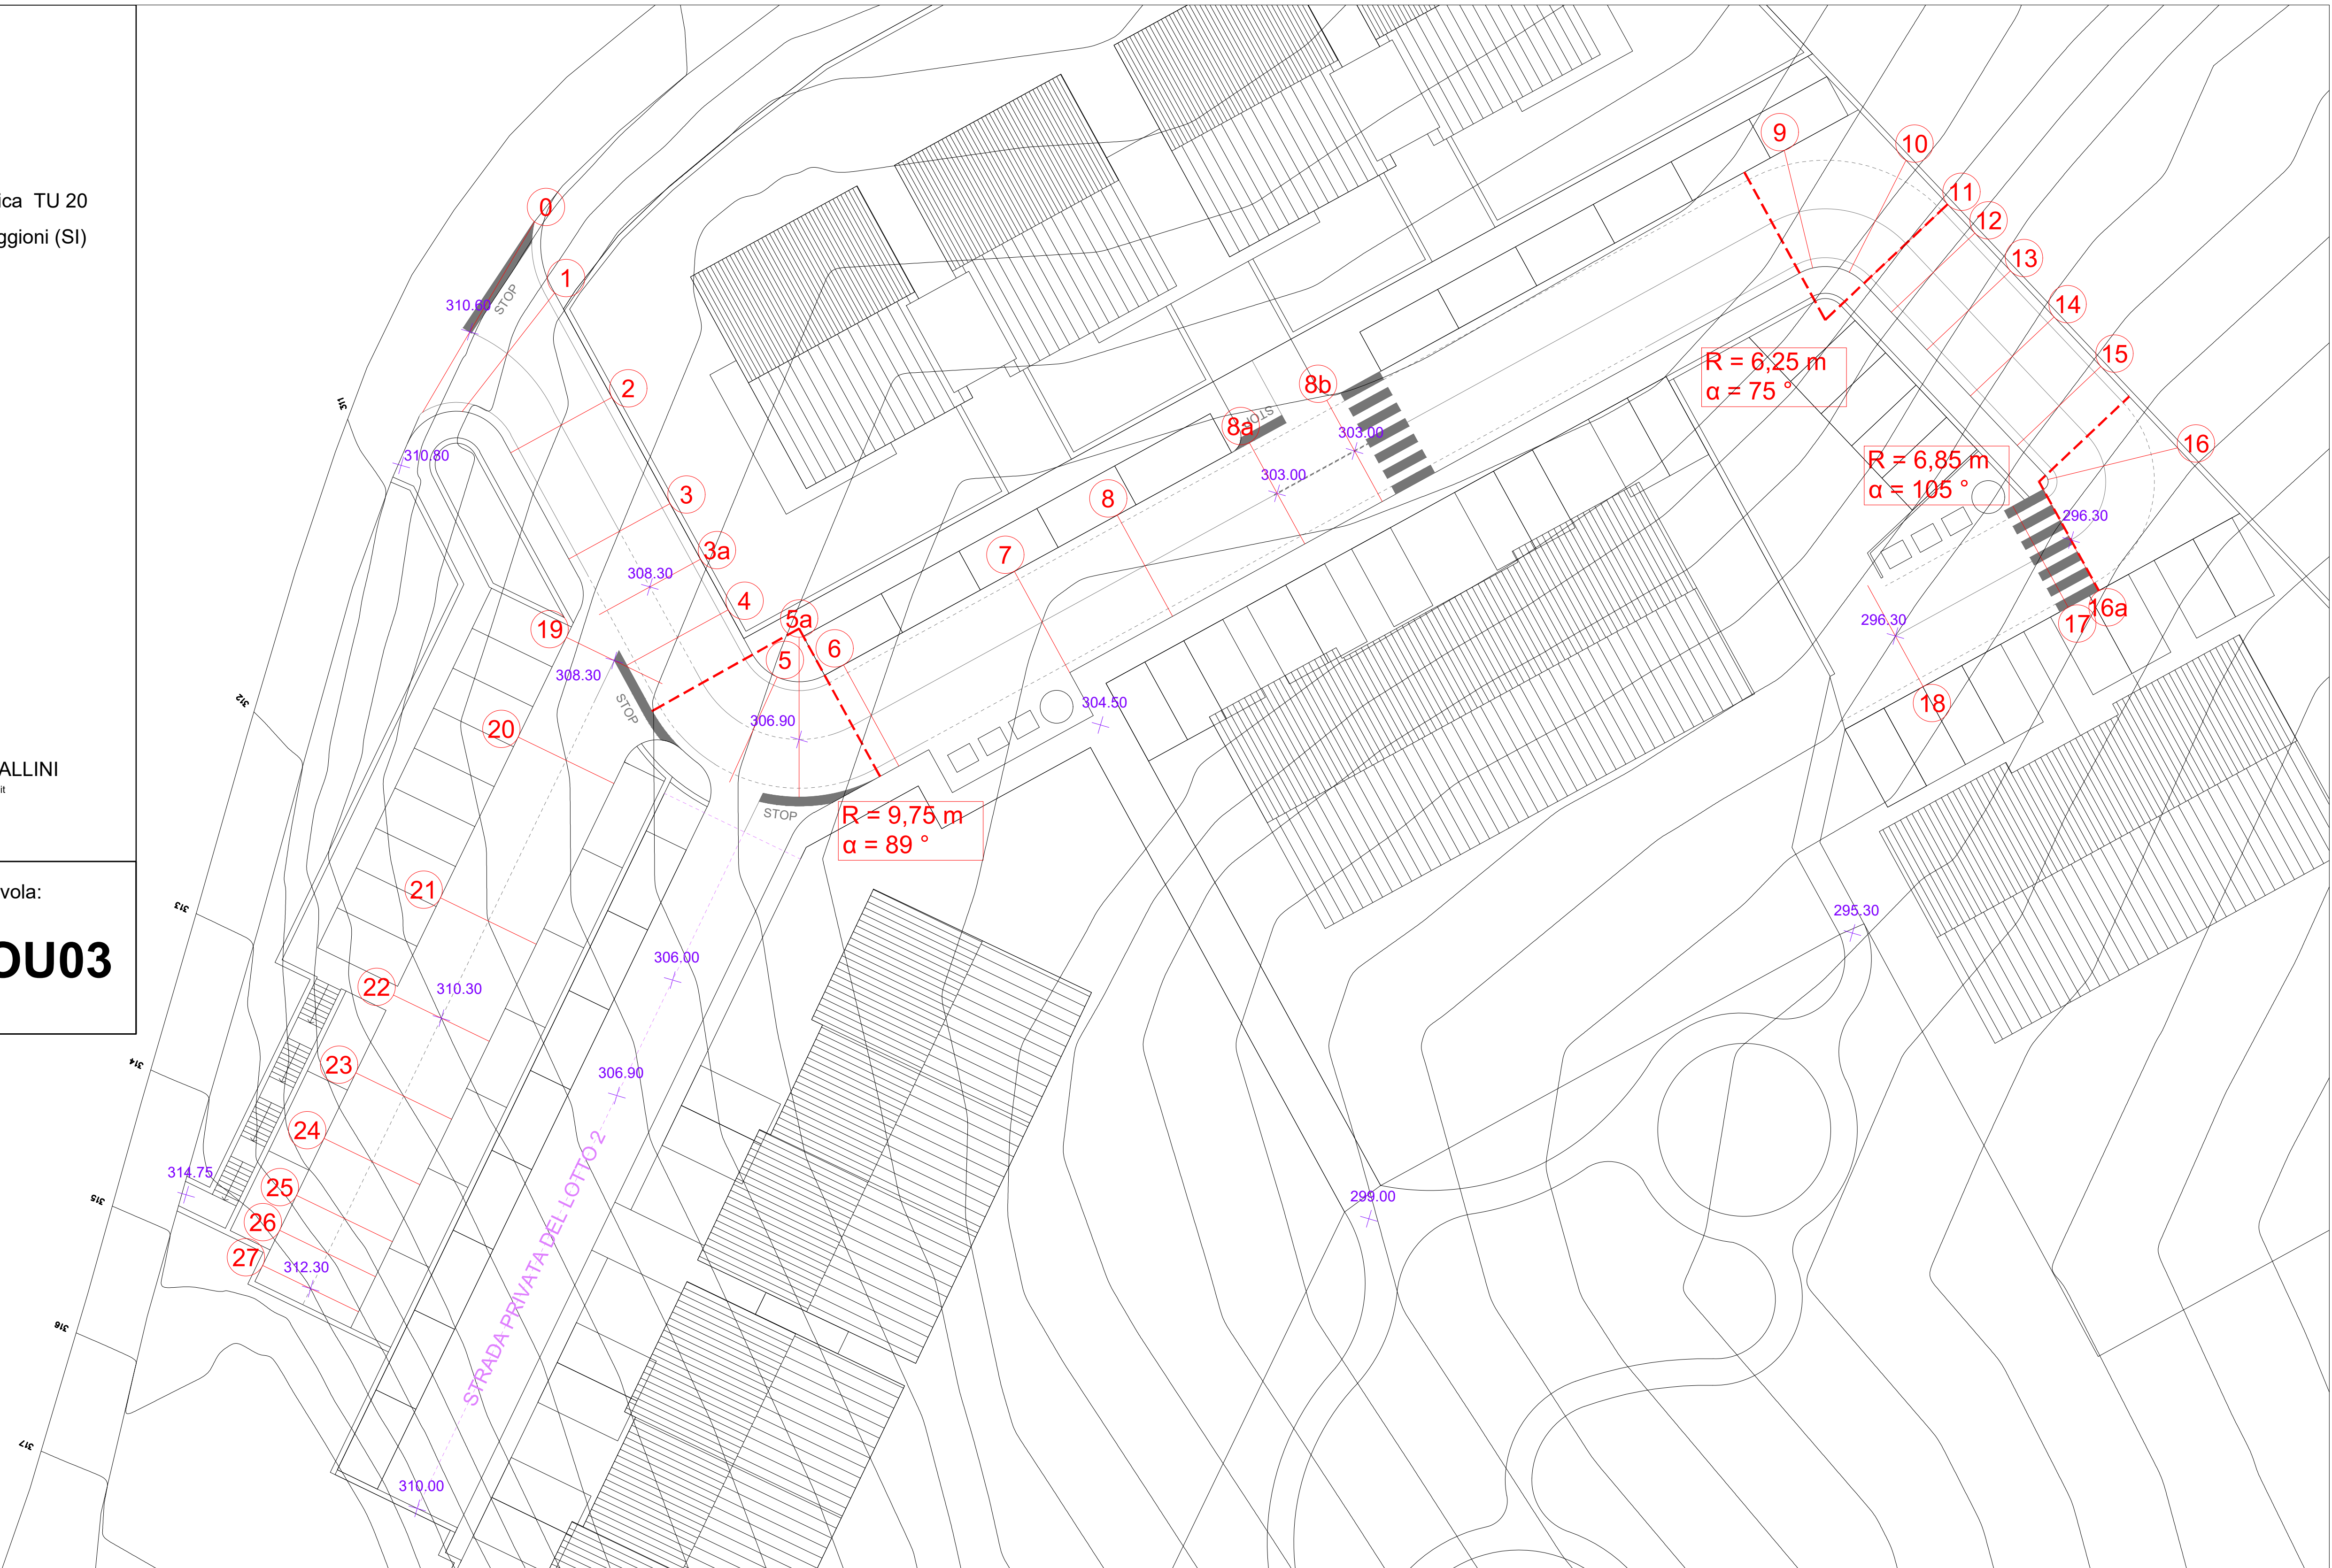 ica TU 20
ggioni (SI)
ALLINI
it
vola:
OU03
0
1
310.60
STOP
2
311
310.80
3
3a
308.30
4
5a
19
5
6
308.30
STOP
20
306.90
STOP
R = 9,75 m
α = 89 °
7
8
304.50
8a
8b
STOP
303.00
303.00
9
10
11
12
13
14
15
16
R = 6,25 m
α = 75 °
R = 6,85 m
α = 105 °
296.30
16a
17
296.30
18
295.30
299.00
312
313
314
315
316
317
21
22
310.30
306.00
23
306.90
24
314.75
25
26
27
312.30
STRADA PRIVATA DEL LOTTO 2
310.00